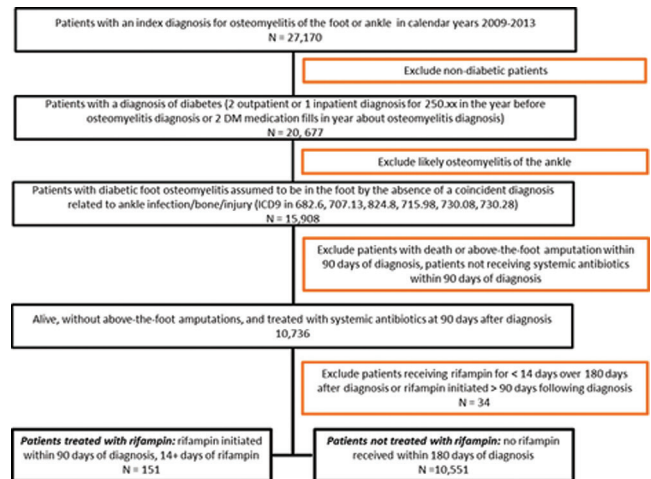 Patients with an index diagnosis for osteomyelitis of the foot or ankle in calendar years 2009-2013
N = 27,170
Exclude non-diabetic patients
Patients with a diagnosis of diabetes (2 outpatient or 1 inpatient diagnosis for 250.xx in the year before
osteomyelitis diagnosis or 2 DM medication fills in year about osteomyelitis diagnosis)
N = 20, 677
Exclude likely osteomyelitis of the ankle
Patients with diabetic foot osteomyelitis assumed to be in the foot by the absence of a coincident diagnosis
related to ankle infection/bone/injury (ICD9 in 682.6, 707.13, 824.8, 715.98, 730.08, 730.28)
N = 15,908
Exclude patients with death or above-the-foot amputation within
90 days of diagnosis, patients not receiving systemic antibiotics
within 90 days of diagnosis
Alive, without above-the-foot amputations, and treated with systemic antibiotics at 90 days after diagnosis
10,736
Exclude patients receiving rifampin for < 14 days over 180 days
after diagnosis or rifampin initiated > 90 days following diagnosis
N = 34
Patients treated with rifampin: rifampin initiated
within 90 days of diagnosis, 14+ days of rifampin
N = 151
Patients not treated with rifampin: no rifampin
received within 180 days of diagnosis
N =10,551